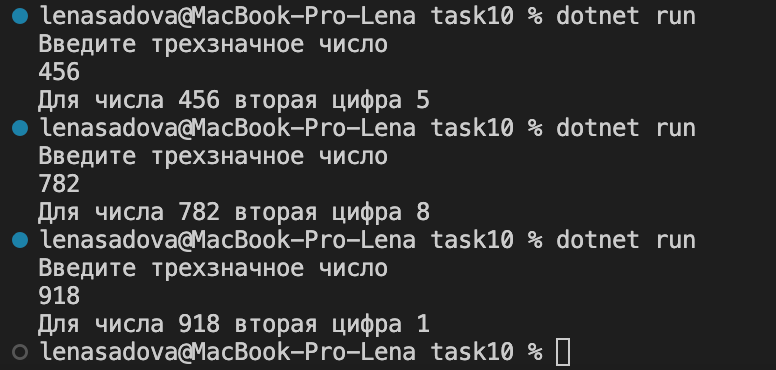 lenasadova@MacBook-Pro-Lena task10 % dotnet run
Введите трехзначное число
456
Для числа 456 вторая цифра 5
lenasadova@MacBook-Pro-Lena task10 % dotnet run
Введите трехзначное число
782
Для числа 782 вторая цифра 8
lenasadova@MacBook-Pro-Lena task10 % dotnet run
Введите трехзначное число
918
Для числа 918 вторая цифра 1
lenasadova@MacBook-Pro-Lena task10 %